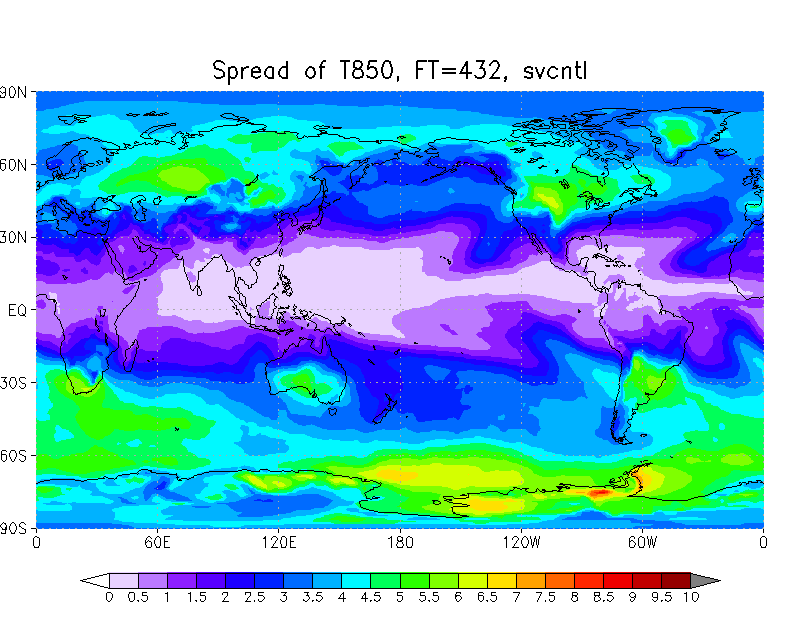 Spread of T850, FT=432, svcntl
90N
60N
30N
EQ
30S
60S
90S
0 60E 120E 180 120W 60W 0
0 0.5 1 1.5 2 2.5 3 3.5 4 4.5 5 5.5 6 6.5 7 7.5 8 8.5 9 9.5 10